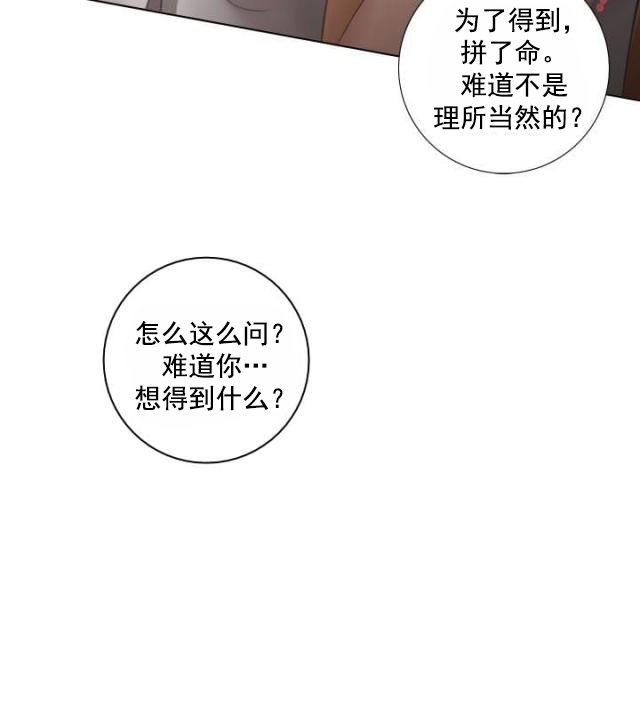 为了得到，
拼了命。
难道不是
理所当然的？
怎么这么问？
难道你…
想得到什么？